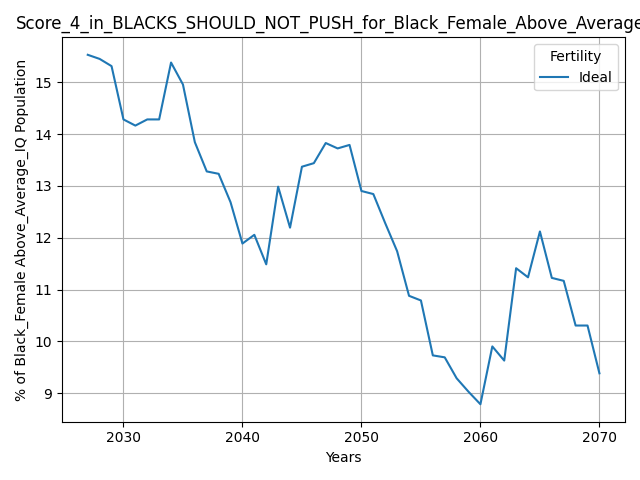 Score_4_in_BLACKS_SHOULD_NOT_PUSH_for_Black_Female_Above_Average
% of Black_Female Above_Average_IQ Population
15
14
13
12
11
10
9
Fertility
Ideal
2030 2040 2050 2060 2070
Years